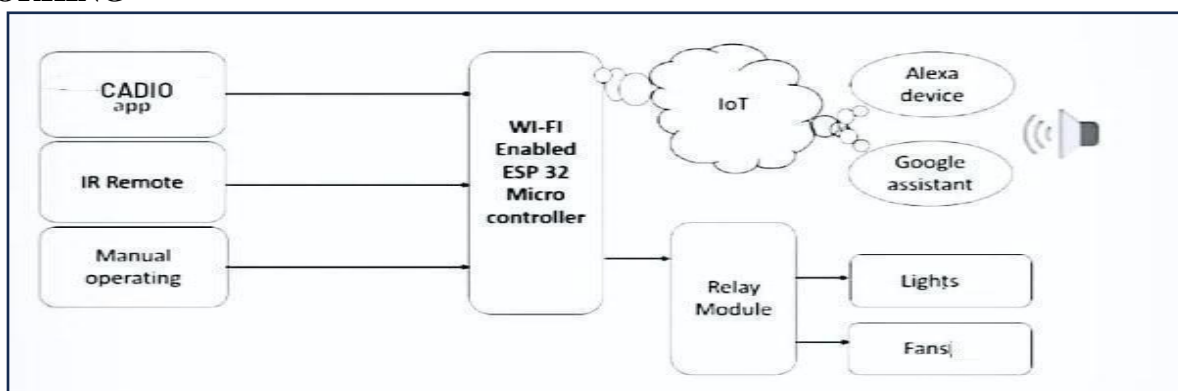 CADIO
app
IR Remote
Manual
operating
WI-FI
Enabled
ESP 32
Micro
controller
IoT
Alexa
device
Google
assistant
Relay
Module
Lights
Fans